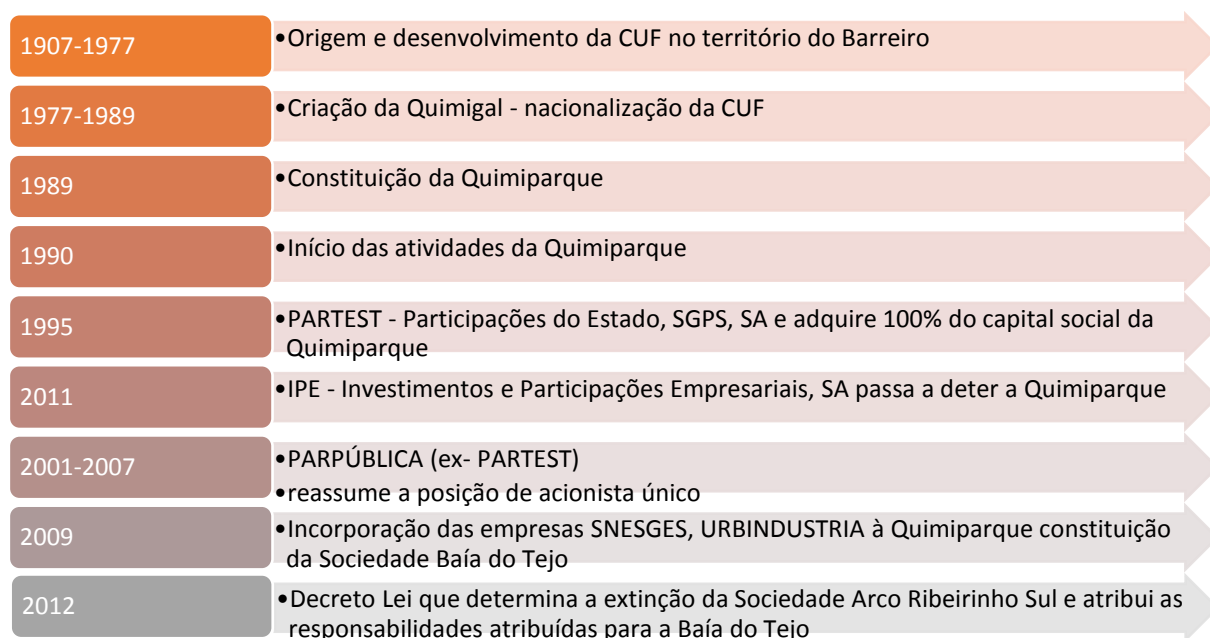 1907-1977
•Origem e desenvolvimento da CUF no território do Barreiro
1977-1989
•Criação da Quimigal - nacionalização da CUF
1989
•Constituição da Quimiparque
1990
•Início das atividades da Quimiparque
1995
•PARTEST - Participações do Estado, SGPS, SA e adquire 100% do capital social da
Quimiparque
2011
•IPE - Investimentos e Participações Empresariais, SA passa a deter a Quimiparque
2001-2007
•PARPÚBLICA (ex- PARTEST)
•reassume a posição de acionista único
2009
•Incorporação das empresas SNESGES, URBINDUSTRIA à Quimiparque constituição
da Sociedade Baía do Tejo
2012
•Decreto Lei que determina a extinção da Sociedade Arco Ribeirinho Sul e atribui as
responsabilidades atribuídas para a Baía do Tejo